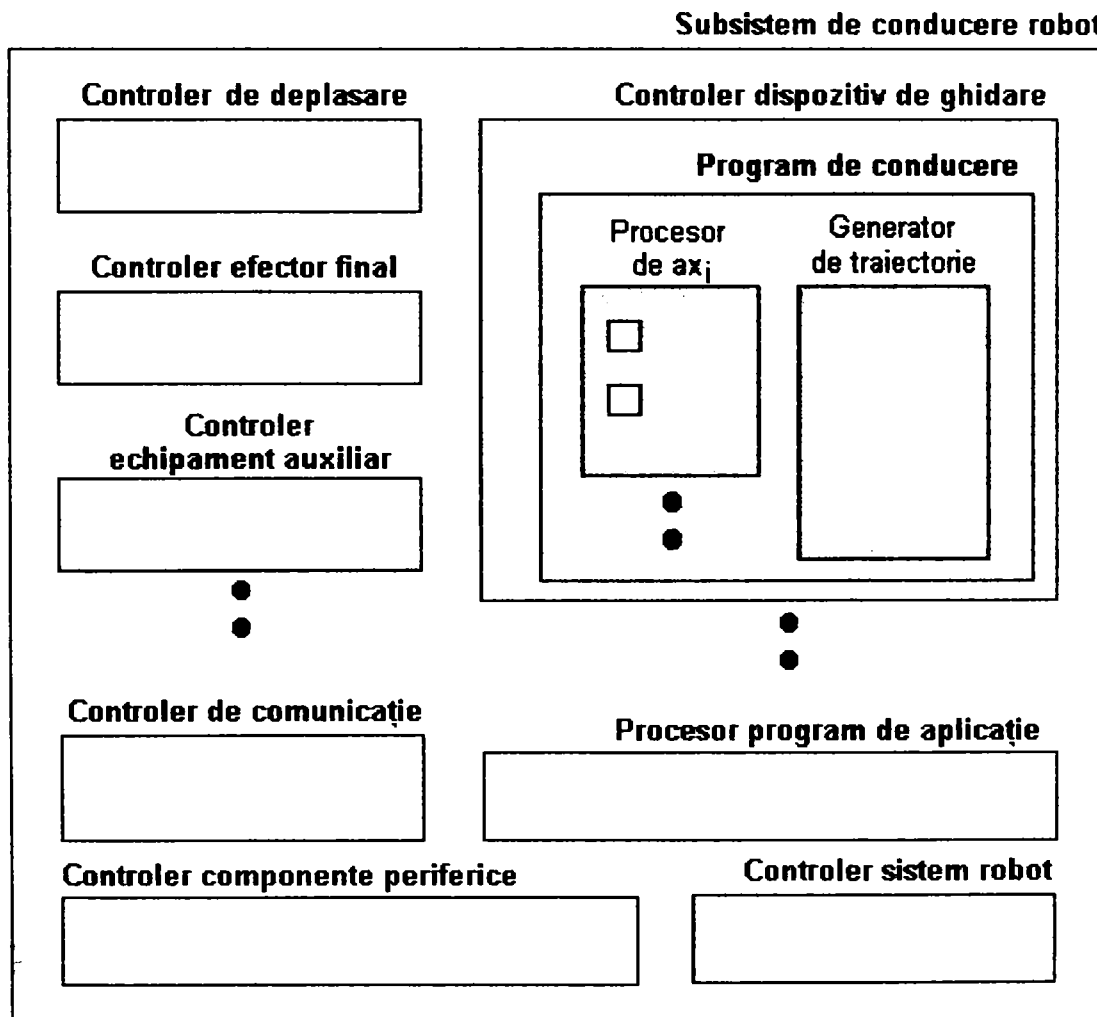 Subsistem de conducere robot
Controler de deplasare
Controler dispozitiv de ghidare
Program de conducere
Procesor
de axi
Generator
de traiectorie
Controler efector final
Controler
echipament auxiliar
Controler de comunicație
Procesor program de aplicație
Controler componente periferice
Controler sistem robot